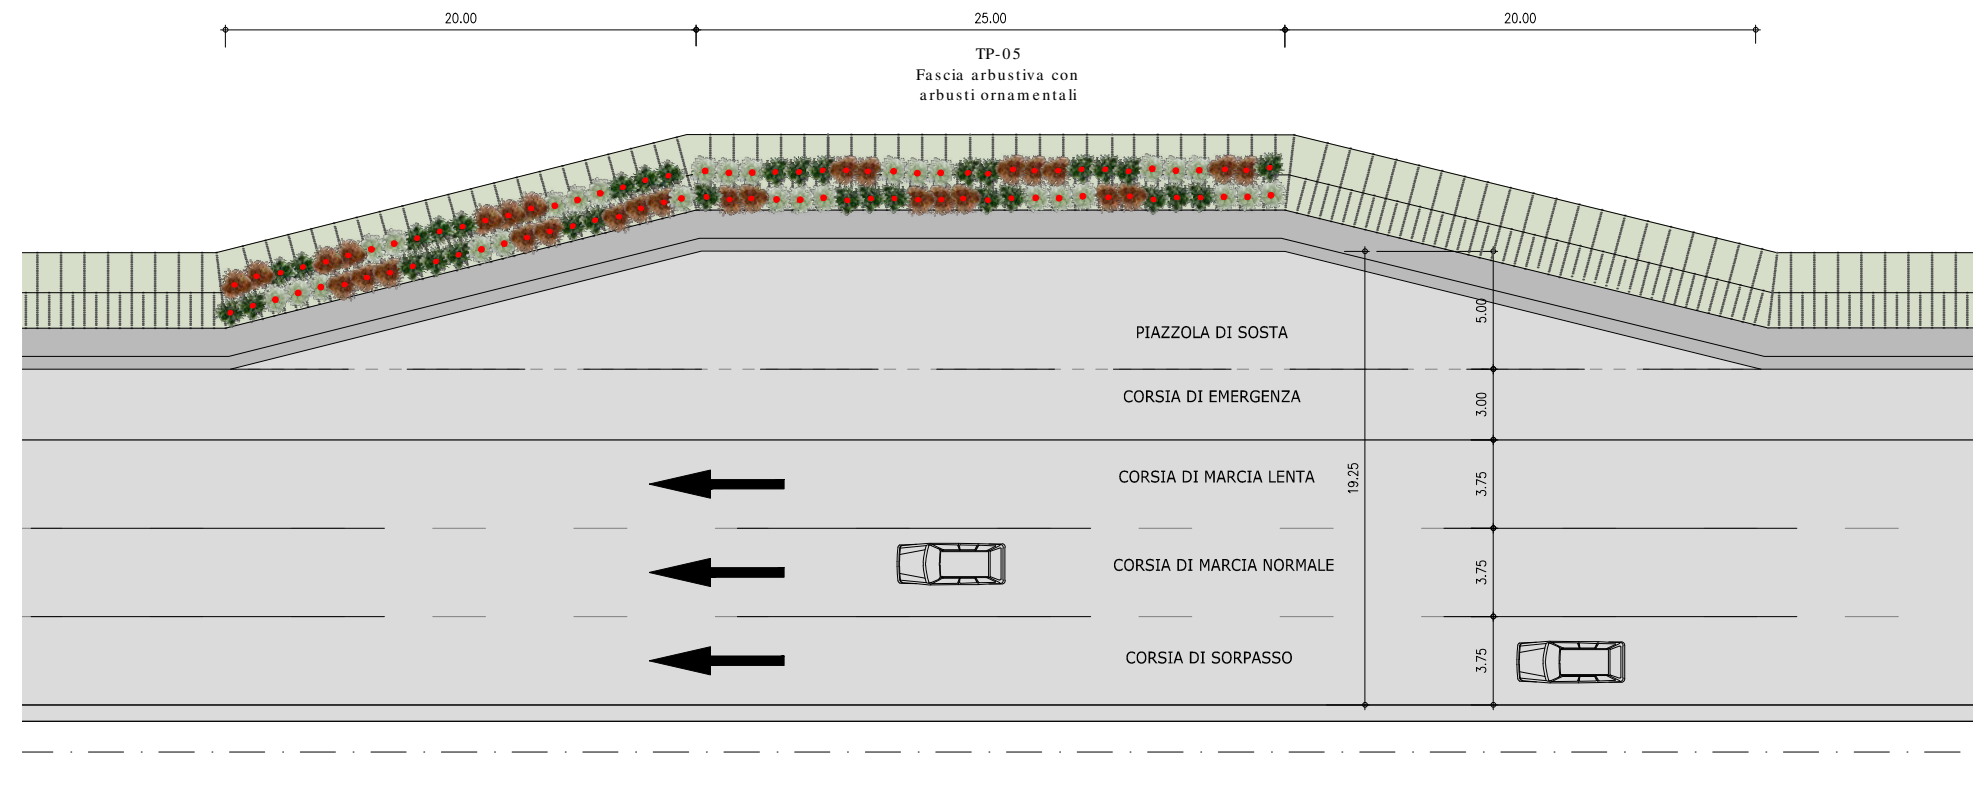 20.00 25.00 20.00
TP-05
Fascia arbustiva con
arbusti ornamentali
5.00
PIAZZOLA DI SOSTA
CORSIA DI EMERGENZA
3.00
CORSIA DI MARCIA LENTA
19.25
3.75
CORSIA DI MARCIA NORMALE
3.75
CORSIA DI SORPASSO
3.75